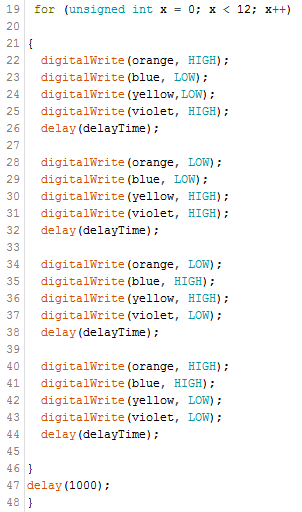 19 for (unsigned int x = 0; x < 12; x++)
20
21 {
22 digitalWrite(orange, HIGH);
23 digitalWrite(blue, LOW);
24 digitalWrite(yellow,LOW);
25 digitalWrite(violet, HIGH);
26 delay(delayTime);
27
28 digitalWrite(orange, LOW);
29 digitalWrite(blue, LOW);
30 digitalWrite(yellow, HIGH);
31 digitalWrite(violet, HIGH);
32 delay(delayTime);
33
34 digitalWrite(orange, LOW);
35 digitalWrite(blue, HIGH);
36 digitalWrite(yellow, HIGH);
37 digitalWrite(violet, LOW);
38 delay(delayTime);
39
40 digitalWrite(orange, HIGH);
41 digitalWrite(blue, HIGH);
42 digitalWrite(yellow, LOW);
43 digitalWrite(violet, LOW);
44 delay(delayTime);
45
46 }
47 delay(1000);
48 }